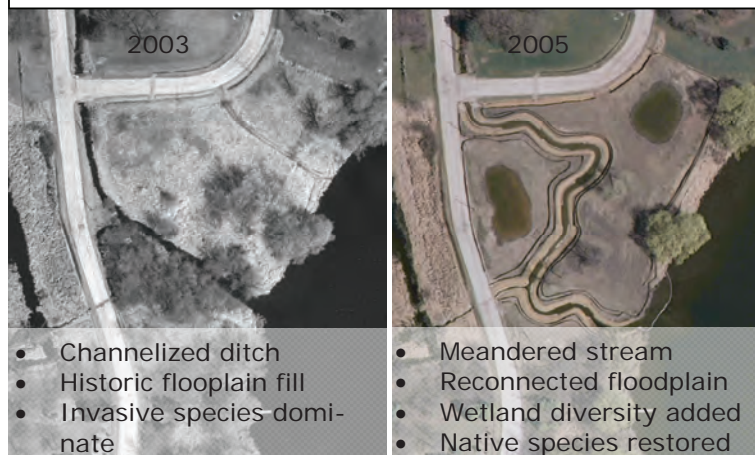 2003
• Channelized ditch
• Historic flooplain fill
• Invasive species domi-
nate
2005
• Meandered stream
• Reconnected floodplain
• Wetland diversity added
• Native species restored